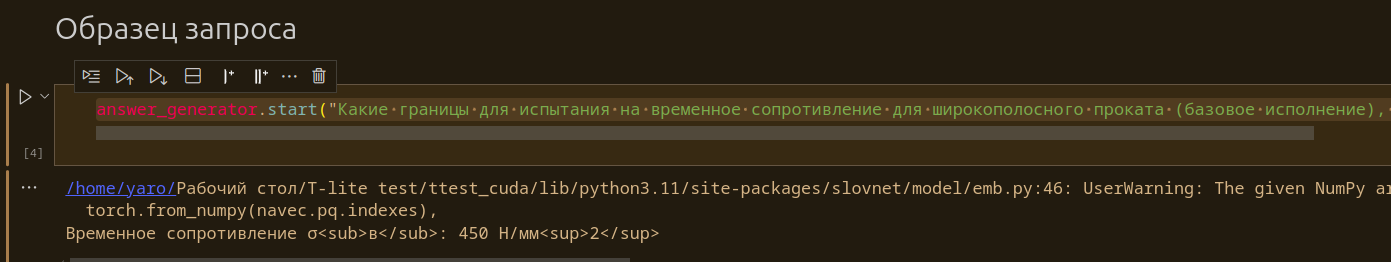 Образец запроса
answer_generator.start("Какие границы для испытания на временное сопротивление для широкополосного проката (базовое исполнение),
[4]
/home/yaro/Рабочий стол/T-lite test/ttest_cuda/lib/python3.11/site-packages/slovnet/model/emb.py:46: UserWarning: The given NumPy
torch.from_numpy(navec.pq.indexes),
Временное сопротивление σ<sub>в</sub>: 450 Н/мм<sup>2</sup>